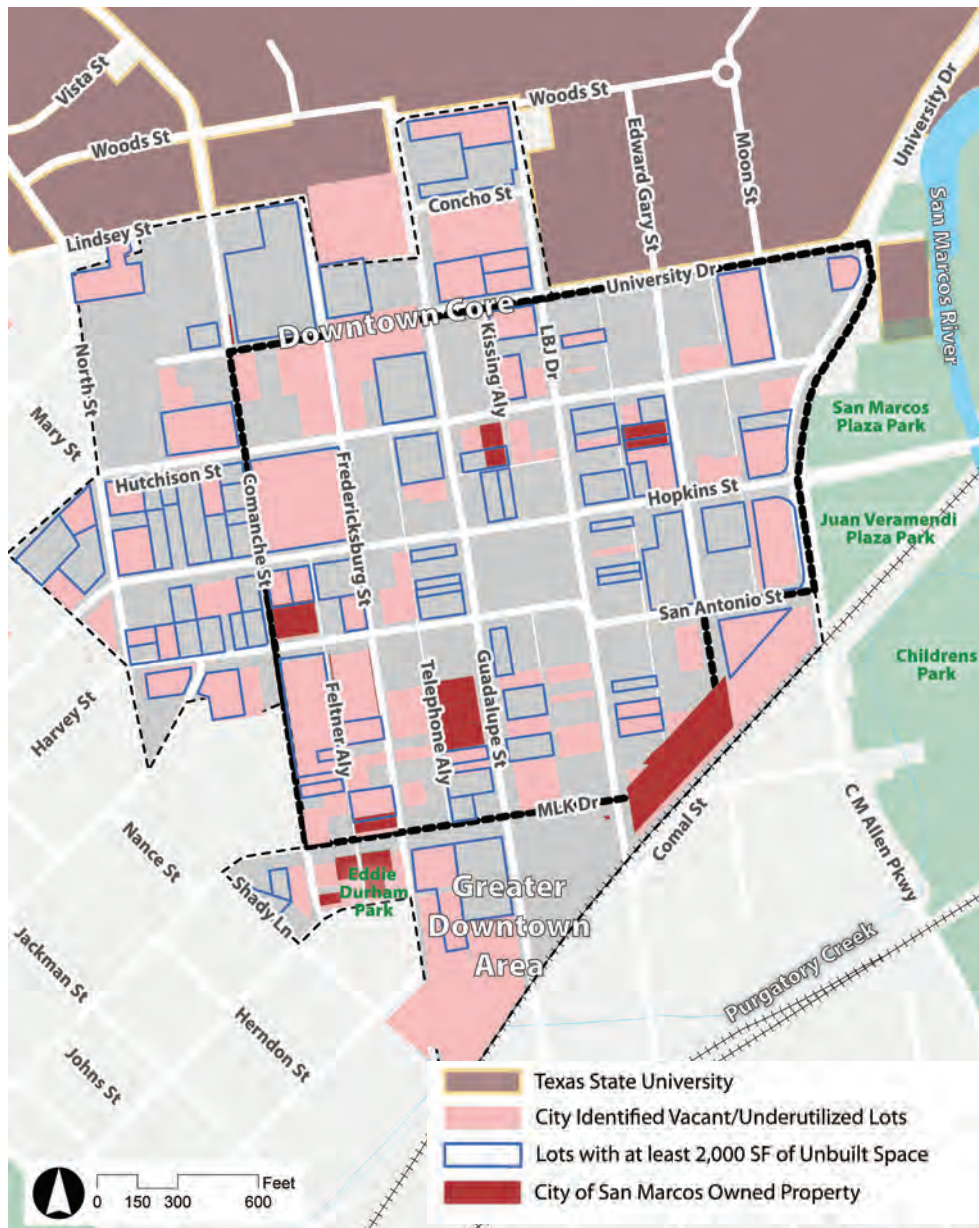 Vista St
Woods St
Woods St
University Dr
Edward Gary St
Moon St
San Marcos River
Concho St
Lindsey St
University Dr
Downtown Core
Kissing Aly
LBJ Dr
North St
Mary St
San Marcos
Plaza Park
Hutchison St
Comanche St
Fredericksburg St
Hopkins St
Juan Veramendi
Plaza Park
San Antonio St
Childrens
Park
Harvey St
Feltner Aly
Telephone Aly
Guadalupe St
MLK Dr
Comal St
C M Allen Pkwy
Nance St
Shady Ln
Eddie
Durham
Park
Greater
Downtown
Area
Jackman St
Purgatory Creek
Herndon St
Johns St
Texas State University
City Identified Vacant/Underutilized Lots
Lots with at least 2,000 SF of Unbuilt Space
City of San Marcos Owned Property
Feet
0 150 300 600